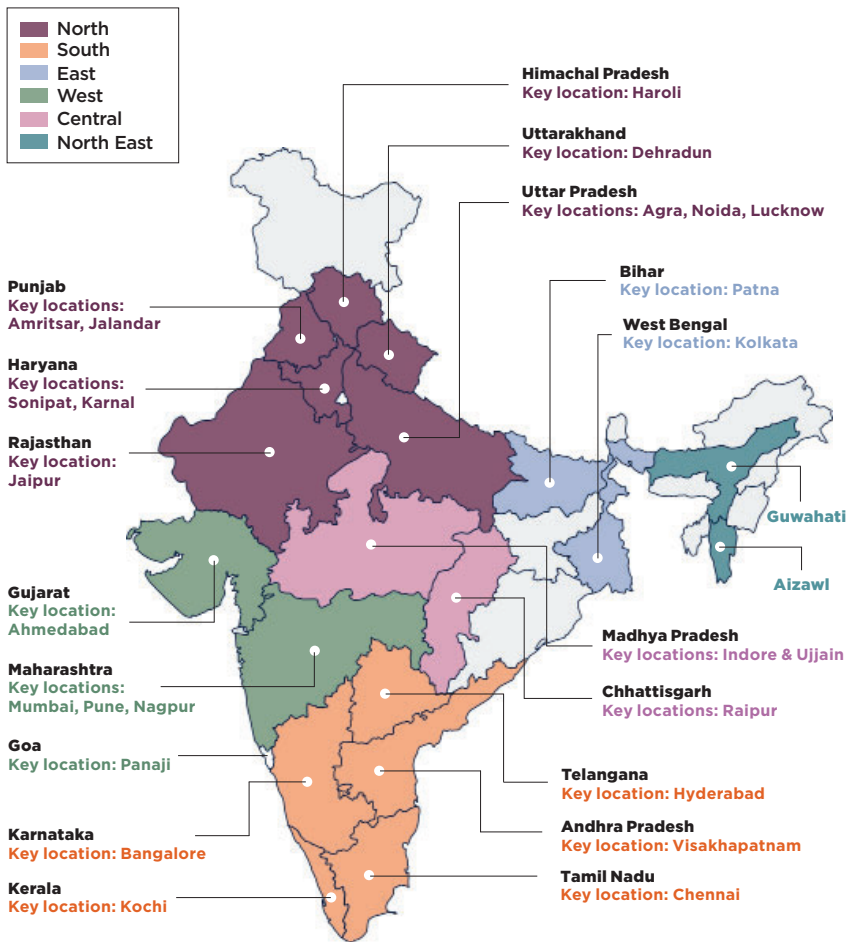 North
South
East
West
Central
North East
Himachal Pradesh
Key location: Haroli
Uttarakhand
Key location: Dehradun
Uttar Pradesh
Key locations: Agra, Noida, Lucknow
Punjab
Key locations:
Amritsar, Jalandar
Haryana
Key locations:
Sonipat, Karnal
Rajasthan
Key location:
Jaipur
Bihar
Key location: Patna
West Bengal
Key location: Kolkata
Guwahati
Aizawl
Gujarat
Key location:
Ahmedabad
Maharashtra
Key locations:
Mumbai, Pune, Nagpur
Goa
Key location: Panaji
Karnataka
Key location: Bangalore
Kerala
Key location: Kochi
Madhya Pradesh
Key locations: Indore & Ujjain
Chhattisgarh
Key locations: Raipur
Telangana
Key location: Hyderabad
Andhra Pradesh
Key location: Visakhapatnam
Tamil Nadu
Key location: Chennai